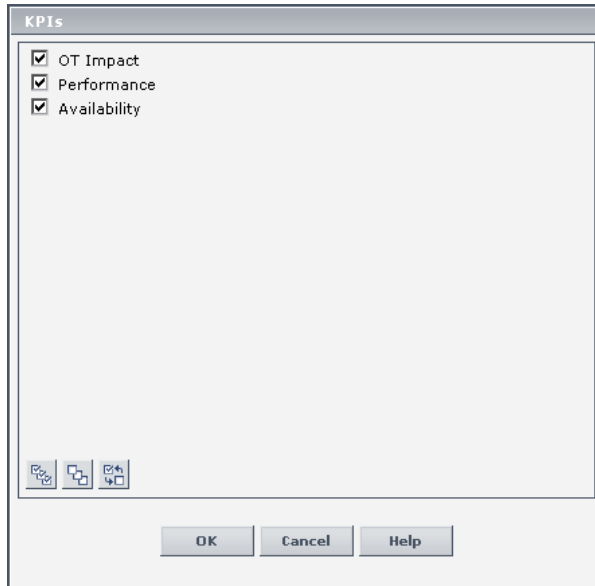 KPIs
OT Impact
Performance
Availability
OK Cancel Help